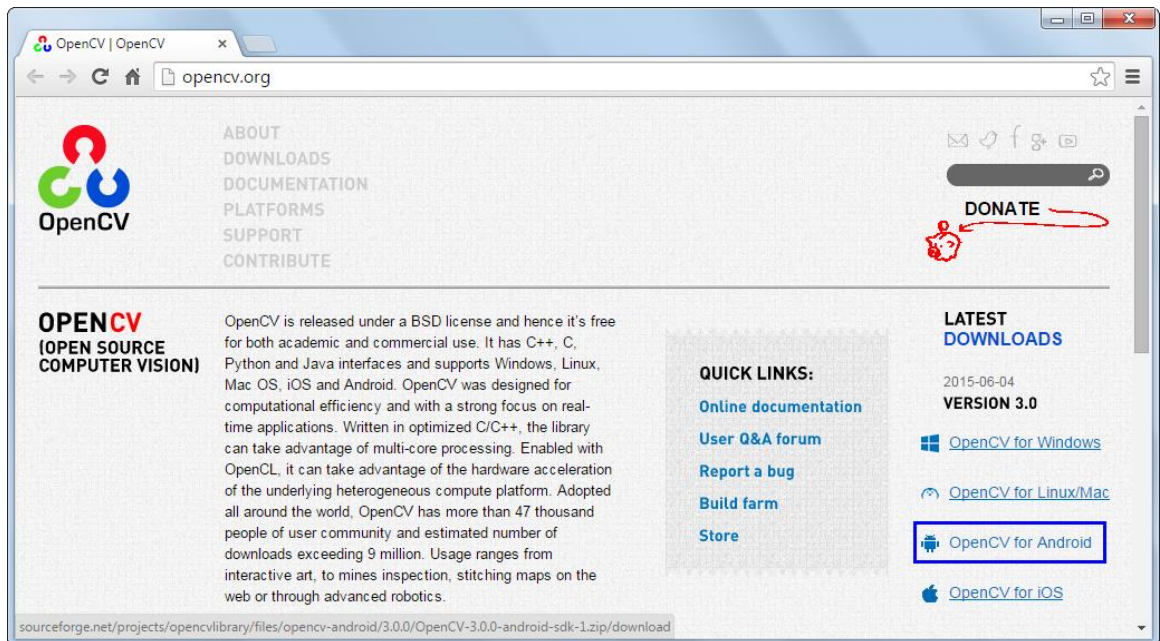 OpenCV | OpenCV
opencv.org
OpenCV
ABOUT
DOWNLOADS
DOCUMENTATION
PLATFORMS
SUPPORT
CONTRIBUTE
DONATE
OPENCV
(OPEN SOURCE
COMPUTER VISION)
OpenCV is released under a BSD license and hence it's free
for both academic and commercial use. It has C++, C,
Python and Java interfaces and supports Windows, Linux,
Mac OS, iOS and Android. OpenCV was designed for
computational efficiency and with a strong focus on real-
time applications. Written in optimized C/C++, the library
can take advantage of multi-core processing. Enabled with
OpenCL, it can take advantage of the hardware acceleration
of the underlying heterogeneous compute platform. Adopted
all around the world, OpenCV has more than 47 thousand
people of user community and estimated number of
downloads exceeding 9 million. Usage ranges from
interactive art, to mines inspection, stitching maps on the
web or through advanced robotics.
QUICK LINKS:
Online documentation
User Q&A forum
Report a bug
Build farm
Store
LATEST
DOWNLOADS
2015-06-04
VERSION 3.0
OpenCV for Windows
OpenCV for Linux/Mac
OpenCV for Android
OpenCV for iOS
sourceforge.net/projects/opencvlibrary/files/opencv-android/3.0.0/OpenCV-3.0.0-android-sdk-1.zip/download